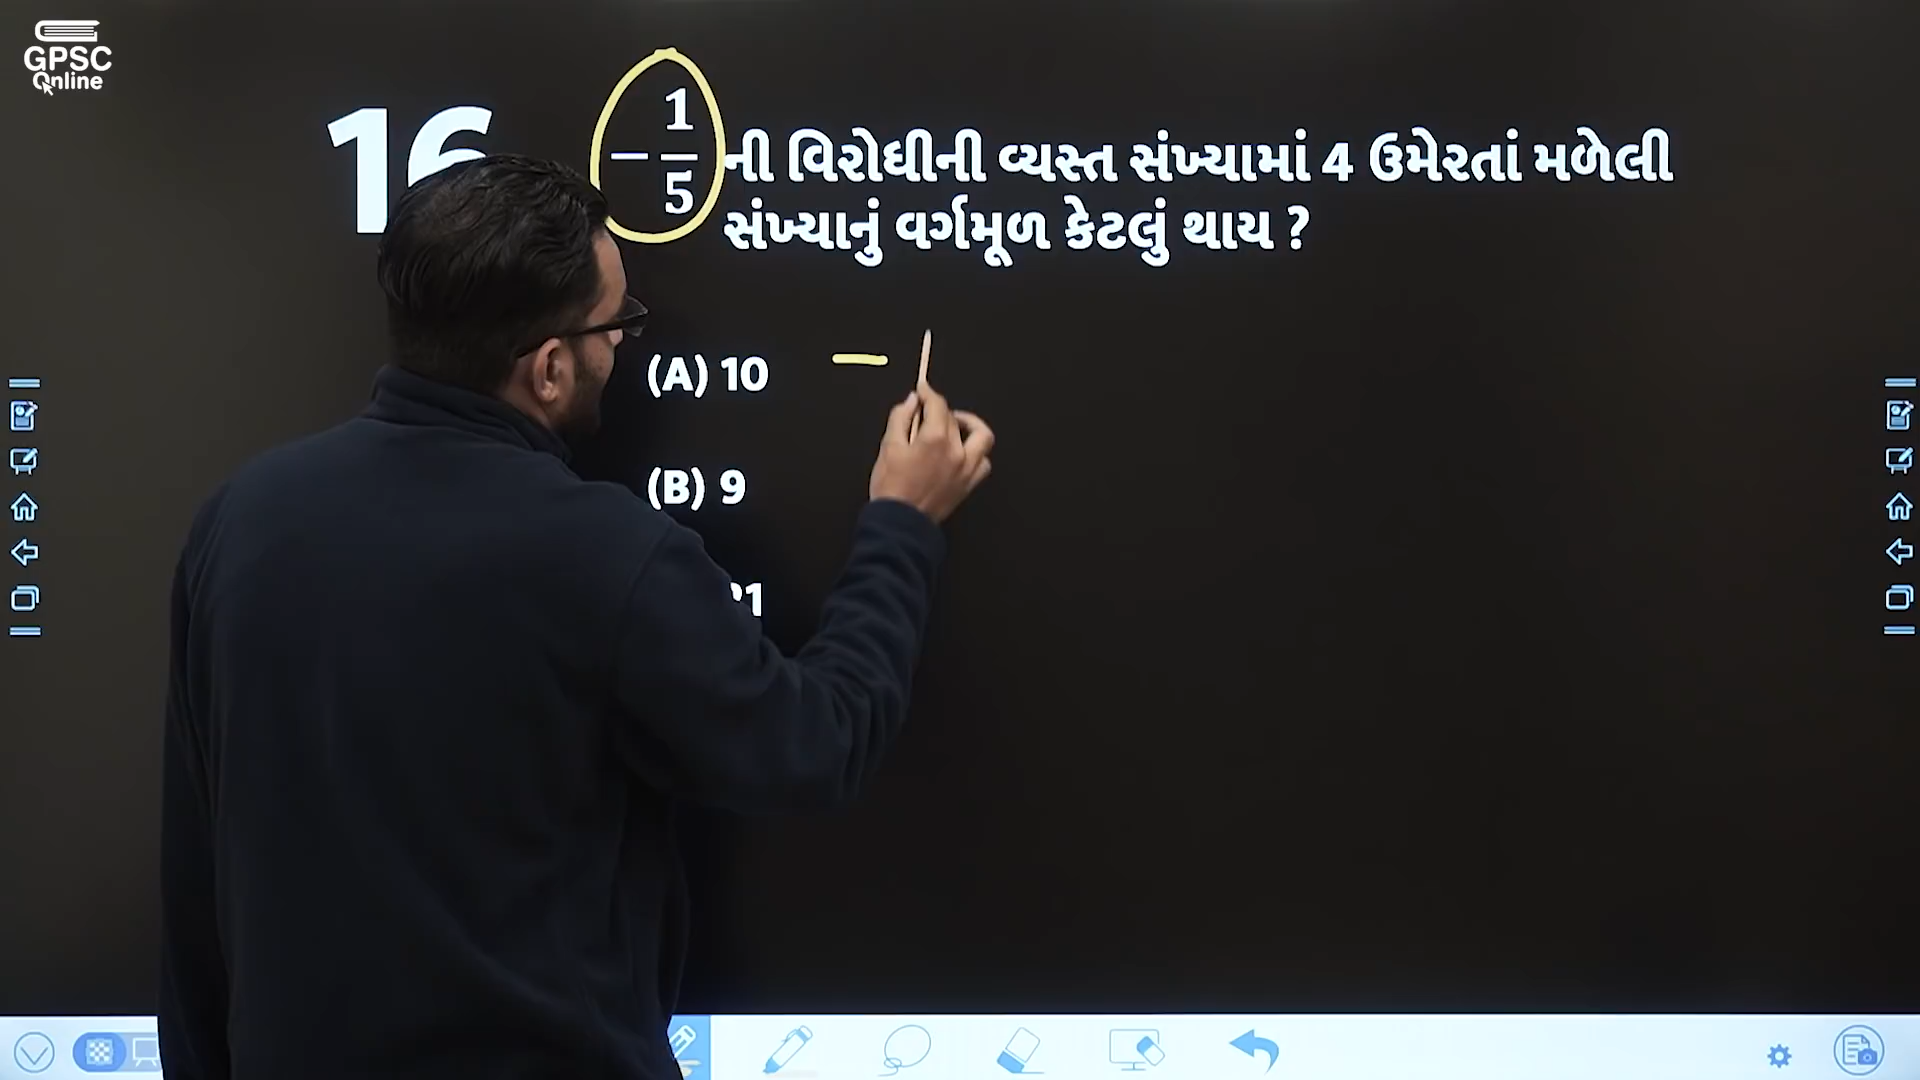 GPSC
Online
16
-1/5 ની વિરોધીની વ્યસ્ત સંખ્યામાં 4 ઉમેરતાં મળેલી
સંખ્યાનું વર્ગમૂળ કેટલું થાય ?
(A) 10
(B) 9